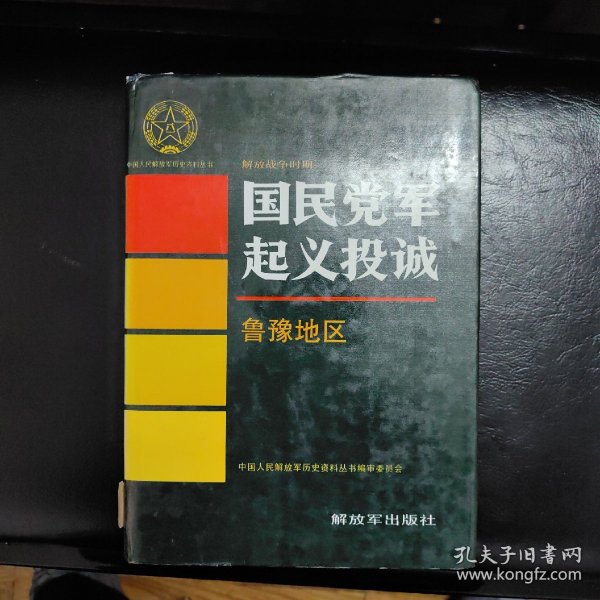 中国人民解放军历史资料丛书
解放战争时期
国民党军
起义投诚
鲁豫地区
中国人民解放军历史资料丛书编审委员会
解放军出版社
孔夫子旧书网
www.kongfz.com